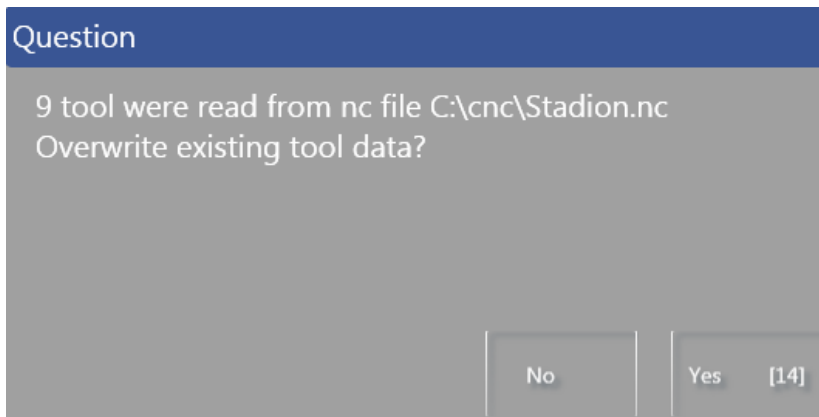 Question
9 tool were read from nc file C:\cnc\Stadion.nc
Overwrite existing tool data?
No
Yes [14]